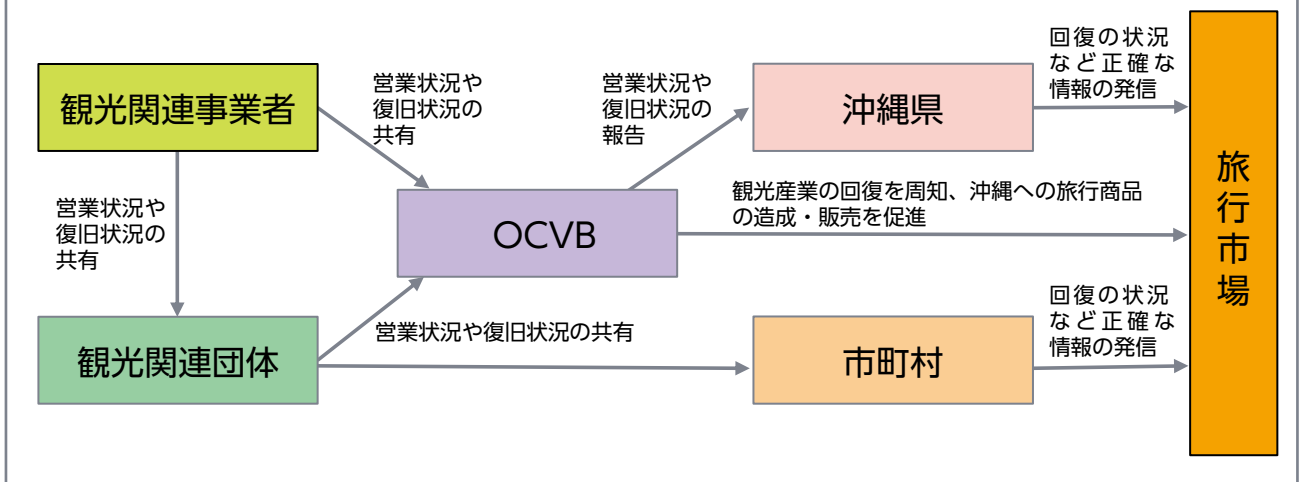 観光関連事業者
営業状況や
復旧状況の
共有
営業状況や
復旧状況の
報告
沖縄県
回復の状況
など正確な
情報の発信
旅行市場
営業状況や
復旧状況の
共有
OCVB
観光産業の回復を周知、沖縄への旅行商品
の造成・販売を促進
観光関連団体
営業状況や復旧状況の共有
市町村
回復の状況
など正確な
情報の発信